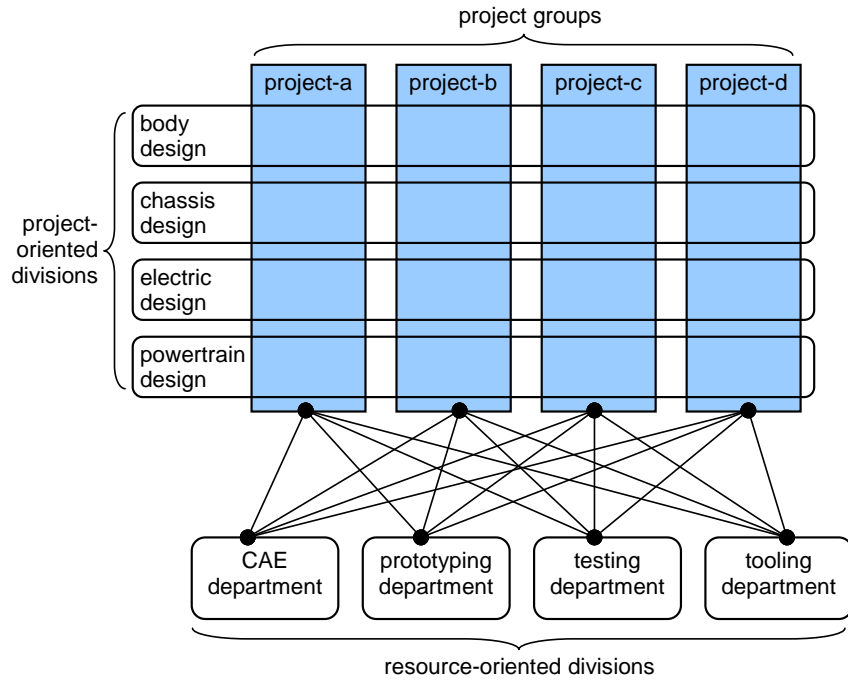 project groups
project-a
project-b
project-c
project-d
body
design
chassis
design
project-
oriented
divisions
electric
design
powertrain
design
CAE
department
prototyping
department
testing
department
tooling
department
resource-oriented divisions